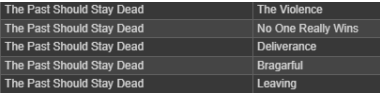 The Past Should Stay Dead The Violence
The Past Should Stay Dead No One Really Wins
The Past Should Stay Dead Deliverance
The Past Should Stay Dead Bragarful
The Past Should Stay Dead Leaving